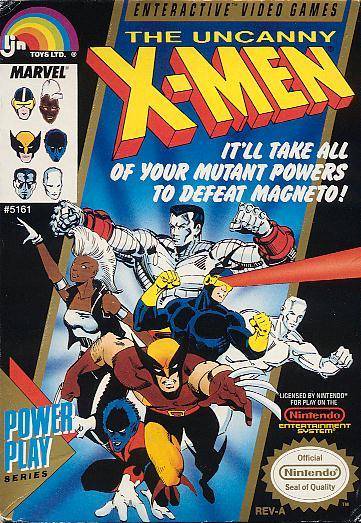 ENTERACTIVE™ VIDEO GAMES
LJN
TOYS LTD. ®
MARVEL®
#5161
THE UNCANNY
X-MEN
IT'LL TAKE ALL
OF YOUR MUTANT POWERS
TO DEFEAT MAGNETO!
POWER
PLAY
SERIES
LICENSED BY NINTENDO®
FOR PLAY ON THE
Nintendo
ENTERTAINMENT
SYSTEM®
Official
Nintendo
Seal of Quality
REV-A
TM